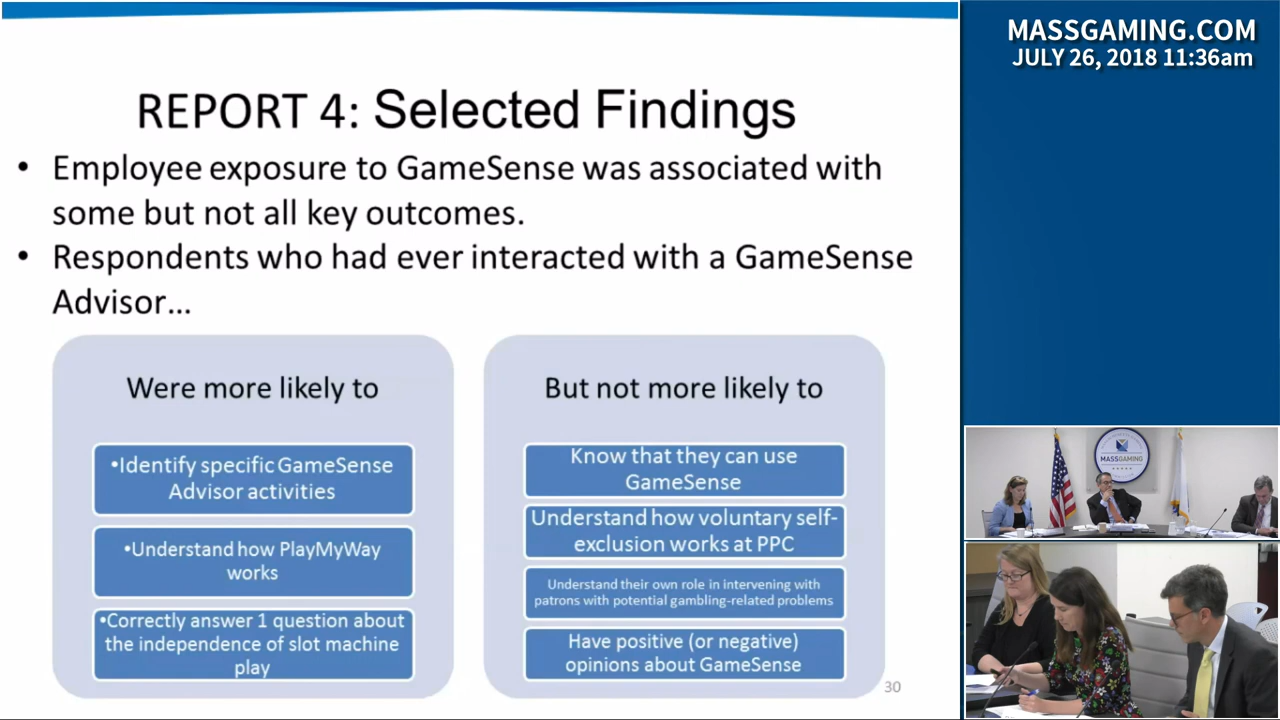 REPORT 4: Selected Findings
• Employee exposure to GameSense was associated with
some but not all key outcomes.
• Respondents who had ever interacted with a GameSense
Advisor...
Were more likely to
•Identify specific GameSense
Advisor activities
•Understand how PlayMyWay
works
•Correctly answer 1 question about
the independence of slot machine
play
But not more likely to
Know that they can use
GameSense
Understand how voluntary self-
exclusion works at PPC
Understand their own role in intervening with
patrons with potential gambling-related problems
Have positive (or negative)
opinions about GameSense
30
MASSGAMING.COM
JULY 26, 2018 11:36am
MASSGAMING